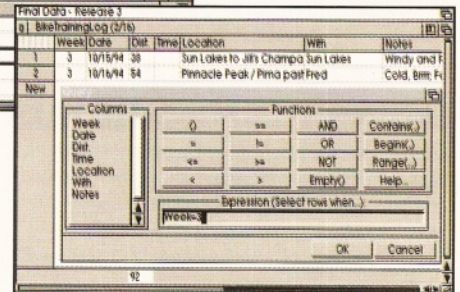 Final Data - Release 3
BikeTrainingLog (2/16)
Week Date Dist. Time Location With Notes
1 3 10/15/94 38 Sun Lakes to Jill's Champa Sun Lakes Windy and
2 3 10/16/94 54 Pinnacle Peak / Pima past Fred Cold, Brrrr,
New
Columns Functions
Week
Date
Dist.
Time
Location
With
Notes
() == AND Contains(,)
= != OR Begins(,)
<= >= NOT Range(,,)
< > Empty() Help...
Expression (Select rows when...):
Week=3
OK Cancel
92